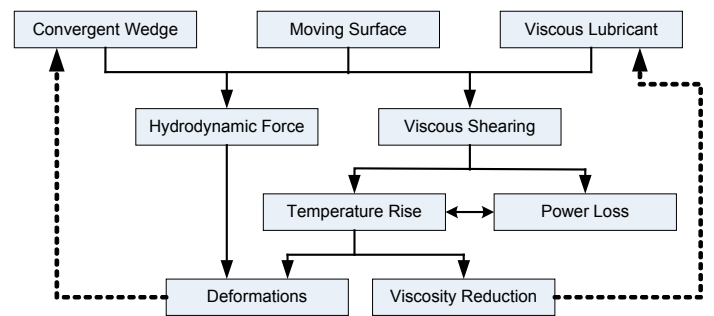 Convergent Wedge
Moving Surface
Viscous Lubricant
Hydrodynamic Force
Viscous Shearing
Temperature Rise
Power Loss
Deformations
Viscosity Reduction